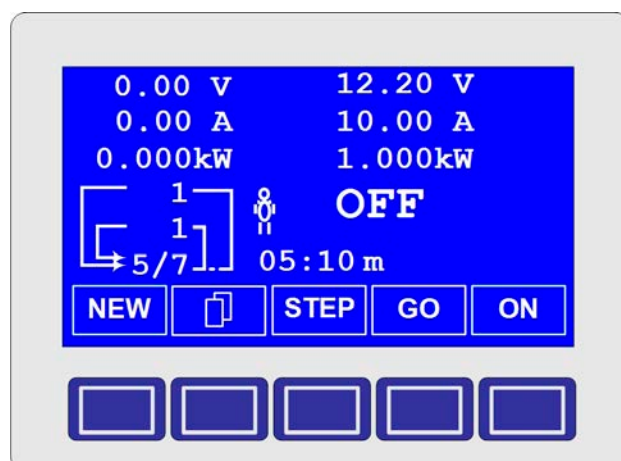 0.00 V 12.20 V
0.00 A 10.00 A
0.000kW 1.000kW
1 OFF
1
5/7 05:10 m
NEW STEP GO ON